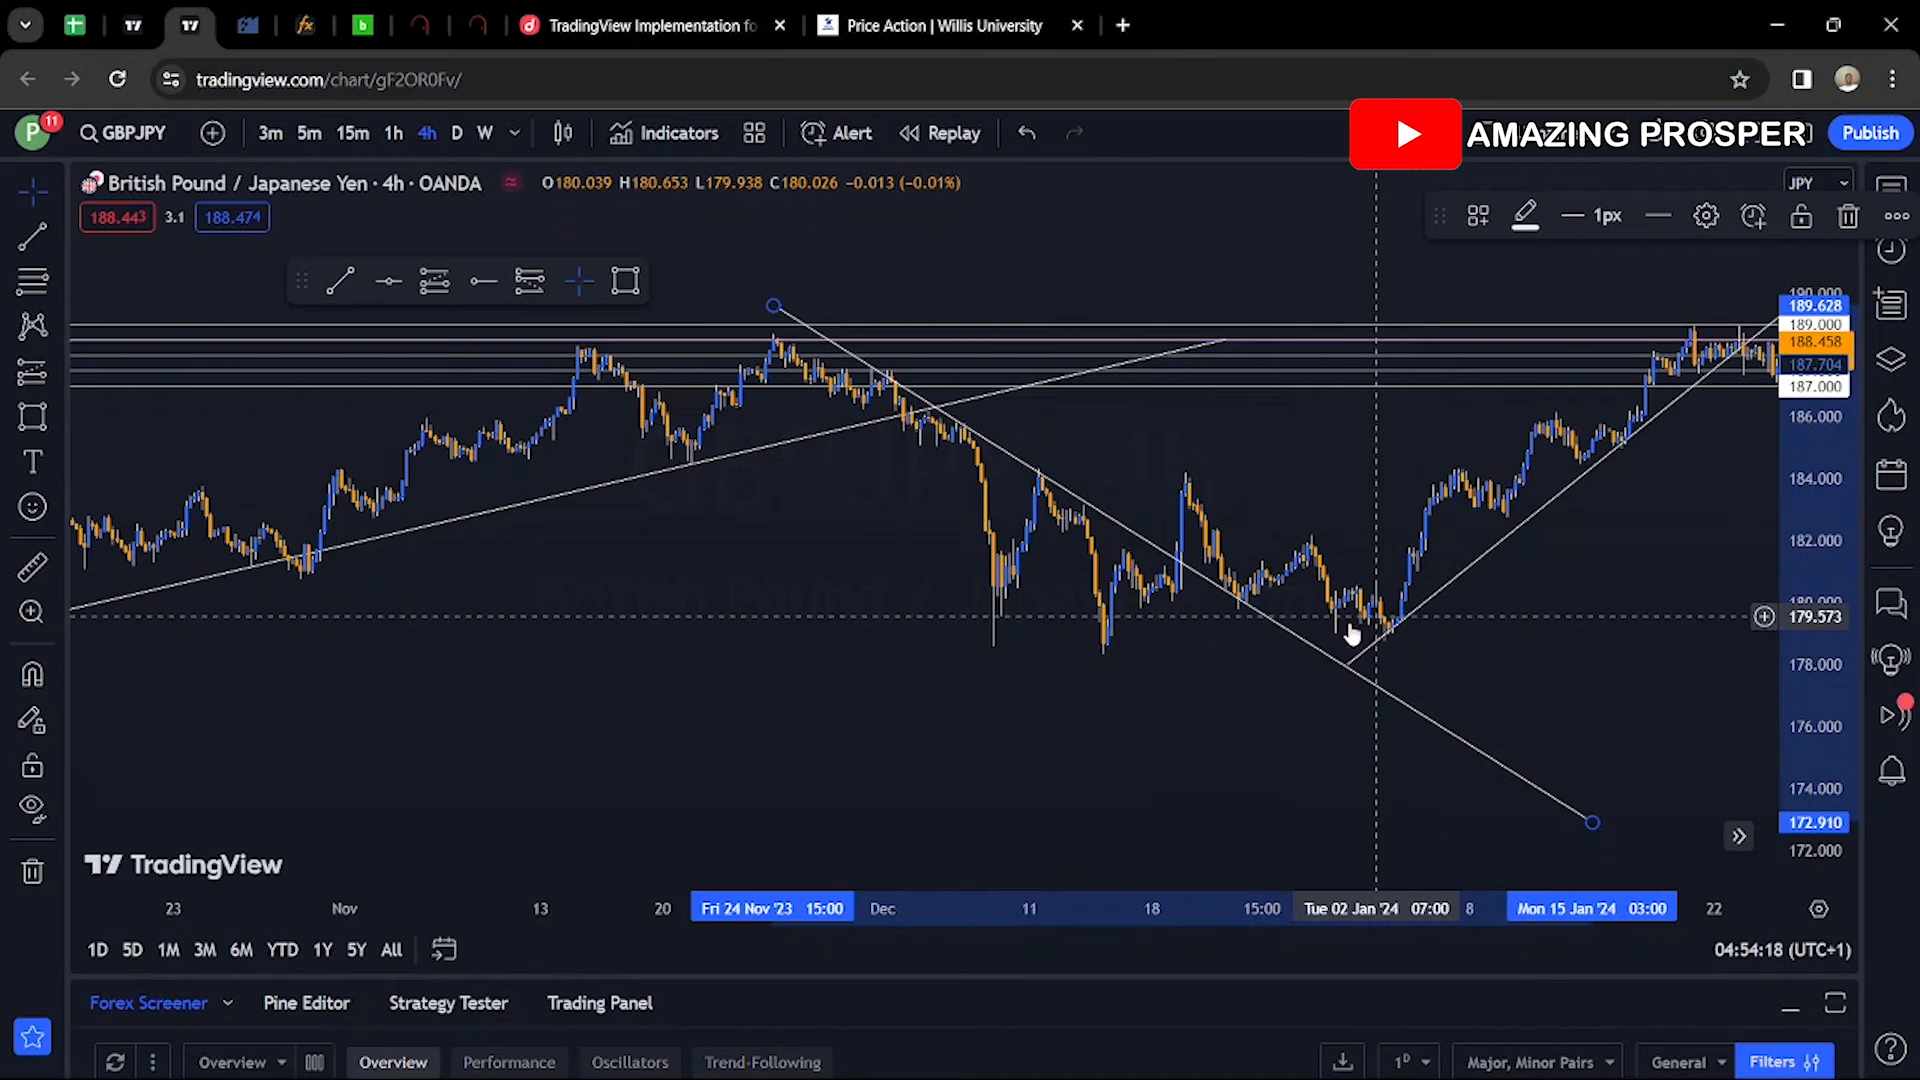 TradingView Implementation fo
Price Action | Willis University
tradingview.com/chart/gF2OR0Fv/
P 11
GBPJPY
3m 5m 15m 1h 4h D W
Indicators
Alert
Replay
AMAZING PROSPER
Publish
British Pound / Japanese Yen · 4h · OANDA
O180.039 H180.653 L179.938 C180.026 −0.013 (−0.01%)
JPY
188.443 3.1 188.474
1px
190.000
189.628
189.000
188.458
187.704
187.000
186.000
184.000
182.000
180.000
179.573
178.000
176.000
174.000
172.910
172.000
TradingView
23 Nov 13 20 Fri 24 Nov '23 15:00 Dec 11 18 15:00 Tue 02 Jan '24 07:00 8 Mon 15 Jan '24 03:00 22
1D 5D 1M 3M 6M YTD 1Y 5Y All
04:54:18 (UTC+1)
Forex Screener
Pine Editor
Strategy Tester
Trading Panel
Overview
Overview
Performance
Oscillators
Trend-Following
1D
Major, Minor Pairs
General
Filters